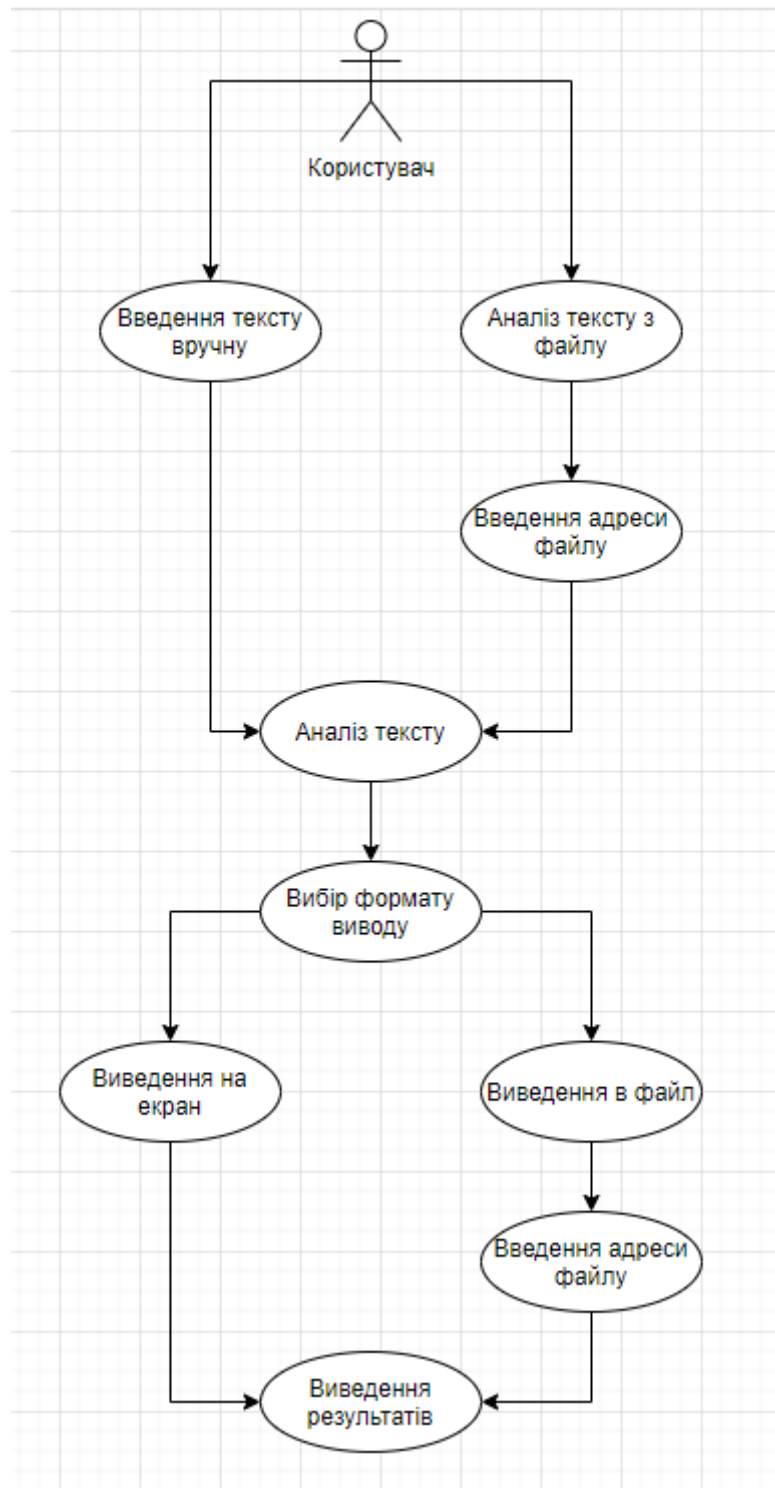 Користувач
Введення тексту
вручну
Аналіз тексту з
файлу
Введення адреси
файлу
Аналіз тексту
Вибір формату
виводу
Виведення на
екран
Виведення в файл
Введення адреси
файлу
Виведення
результатів